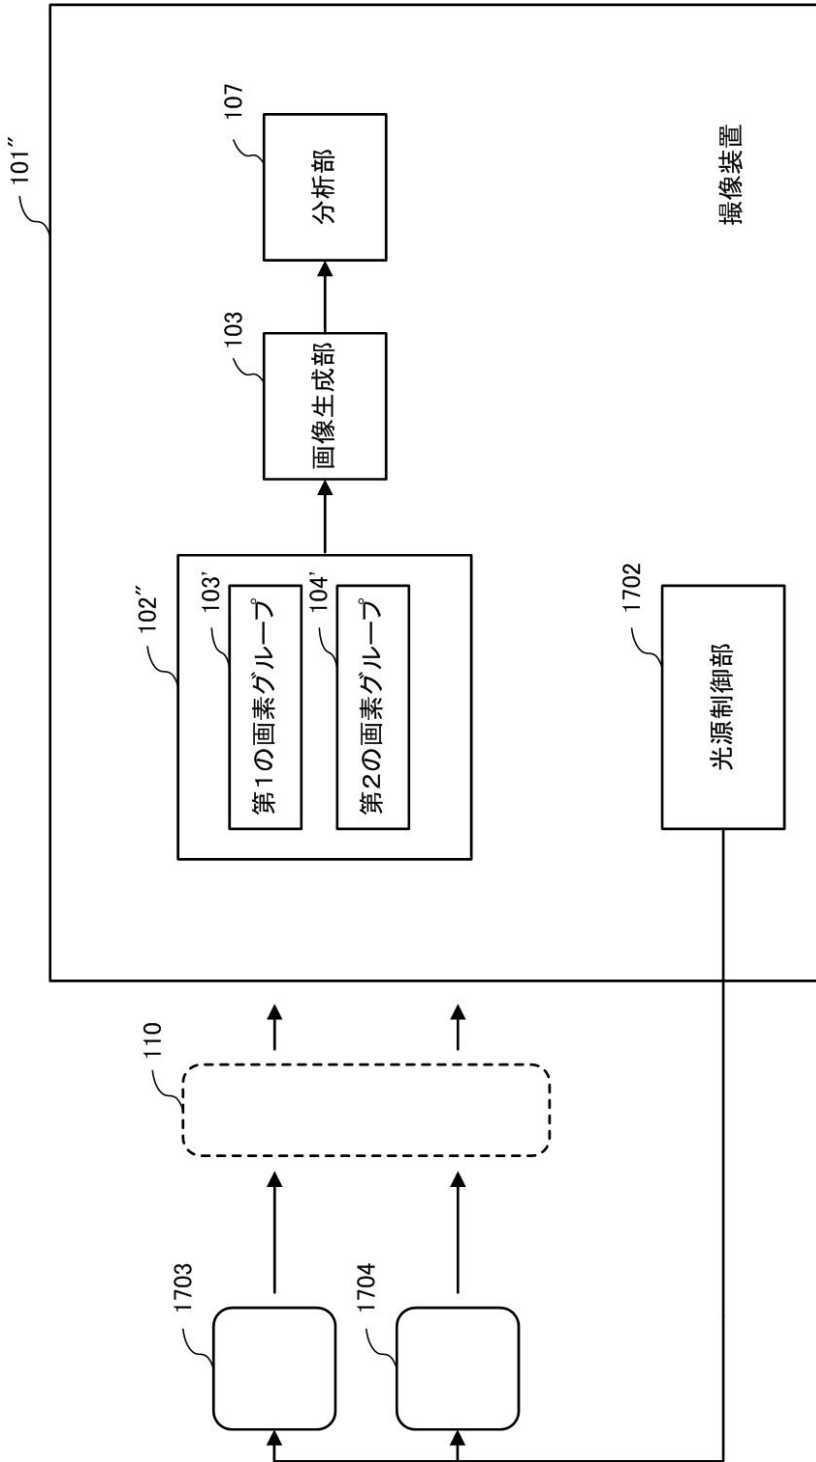 101″
107
分析部
103
画像生成部
102″
103'
第1の画素グループ
104'
第2の画素グループ
1702
光源制御部
撮像装置
110
1703
1704